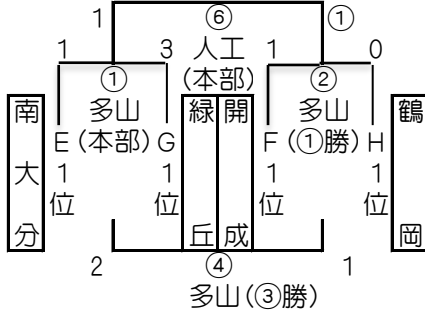 1 ⑥ ①
1 3 人工 1 0
① (本部) ②
多山 多山
E (本部) G F (①勝) H
1位 1位 1位 1位
南大分 緑丘 開成 鶴岡
2 ④ 1
多山 (③勝)